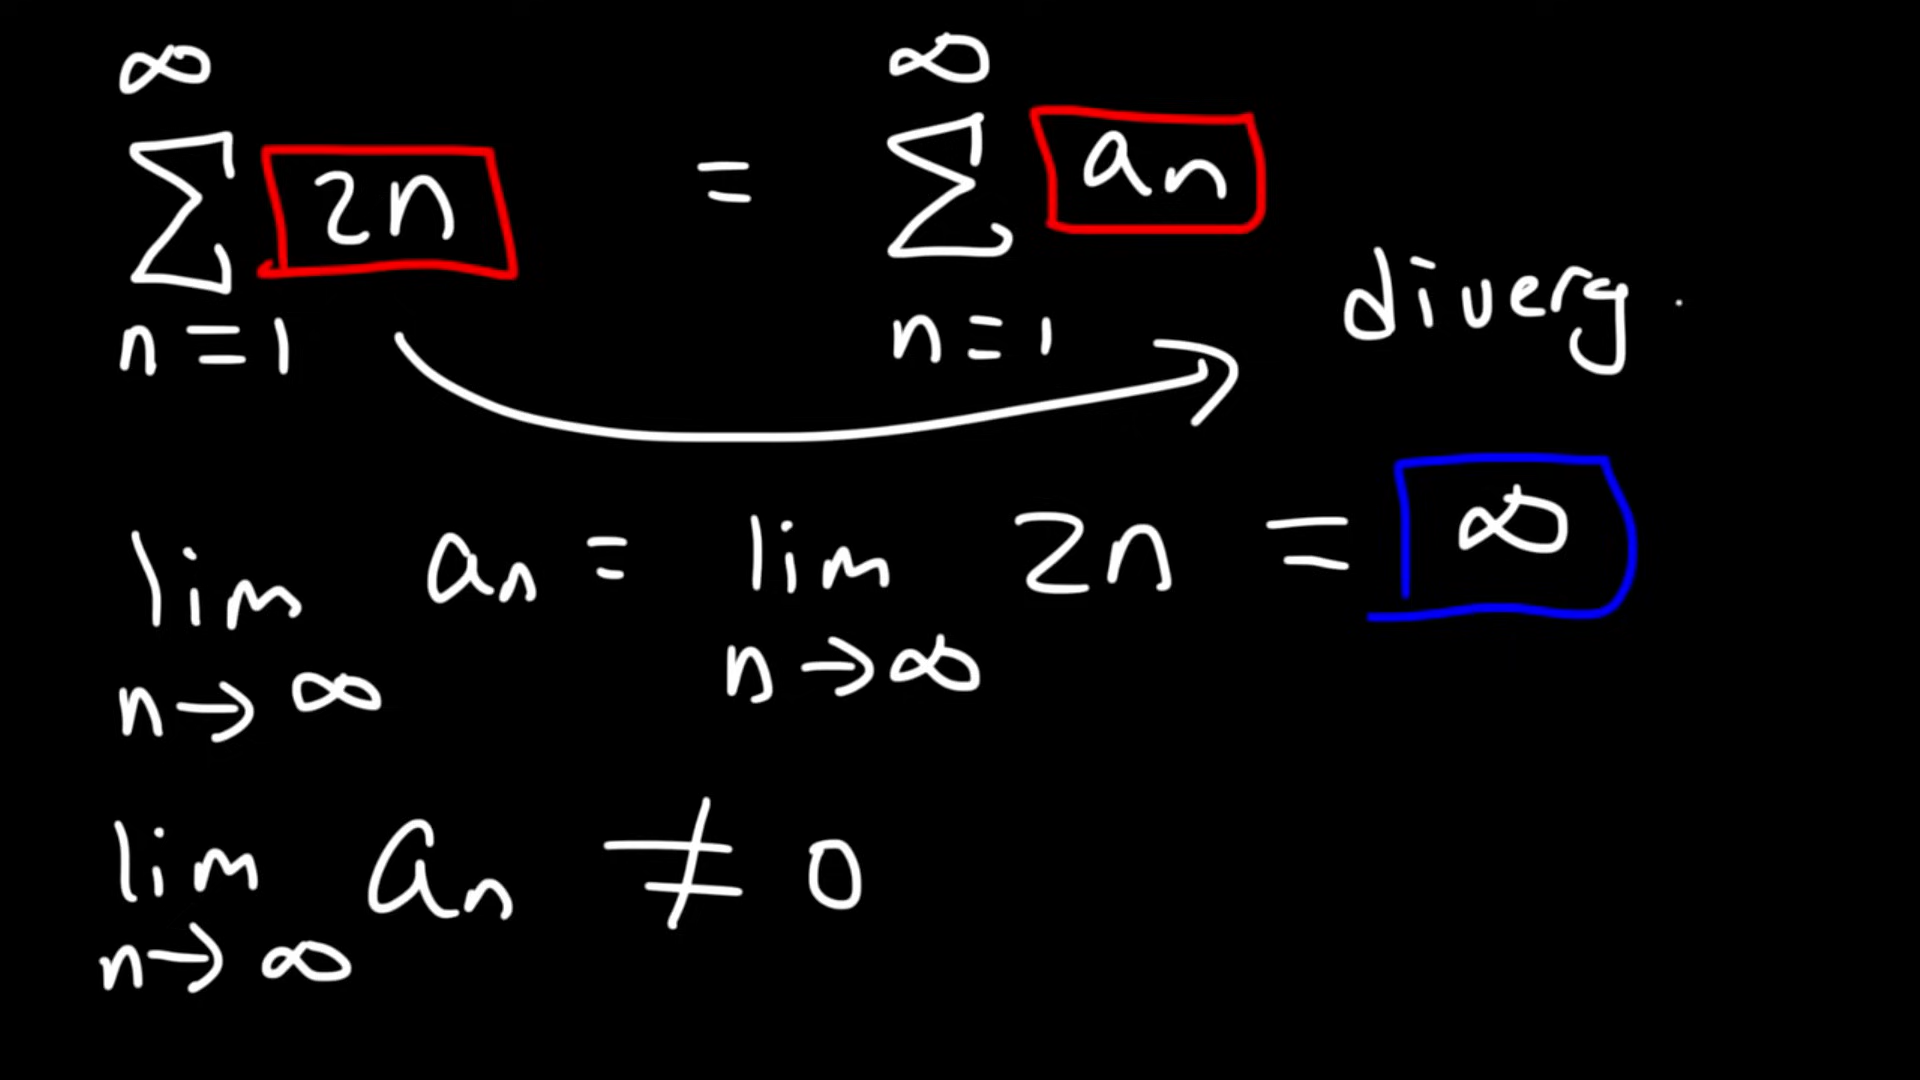 ∞ ∞
∑ 2n = ∑ an
n=1 n=1 diverg
lim an = lim 2n = ∞
n→∞ n→∞
lim an ≠ 0
n→∞